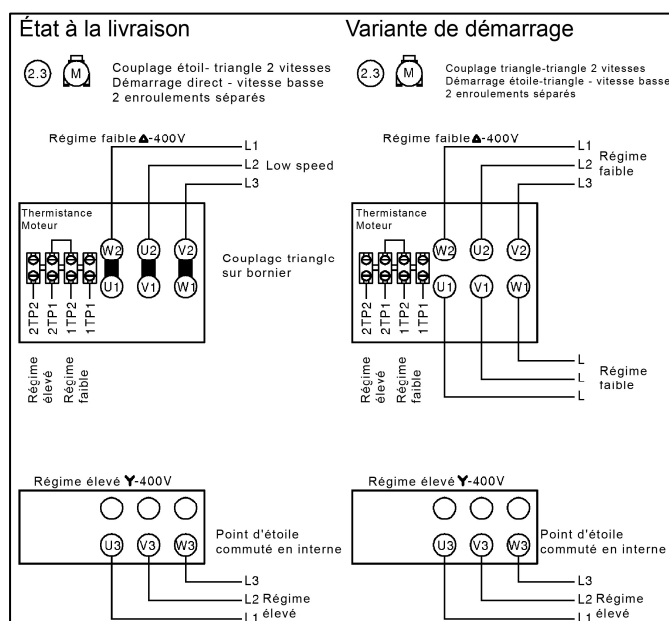 État à la livraison
2.3
M
Couplage étoil- triangle 2 vitesses
Démarrage direct - vitesse basse
2 enroulements séparés
Régime faible Δ-400V
L1
L2 Low speed
L3
Thermistance
Moteur
W2 U2 V2
U1 V1 W1
2TP2
2TP1
1TP2
1TP1
Couplage triangle
sur bornier
Régime
élevé
Régime
faible
Régime élevé Y-400V
U3 V3 W3
Point d'étoile
commuté en interne
L3
L2 Régime
L1 élevé
Variante de démarrage
2.3
M
Couplage triangle-triangle 2 vitesses
Démarrage étoile-triangle - vitesse basse
2 enroulements séparés
Régime faible Δ-400V
L1
L2 Régime
faible
L3
Thermistance
Moteur
W2 U2 V2
U1 V1 W1
2TP2
2TP1
1TP2
1TP1
Régime
élevé
Régime
faible
L
L Régime
faible
L
Régime élevé Y-400V
U3 V3 W3
Point d'étoile
commuté en interne
L3
L2 Régime
L1 élevé